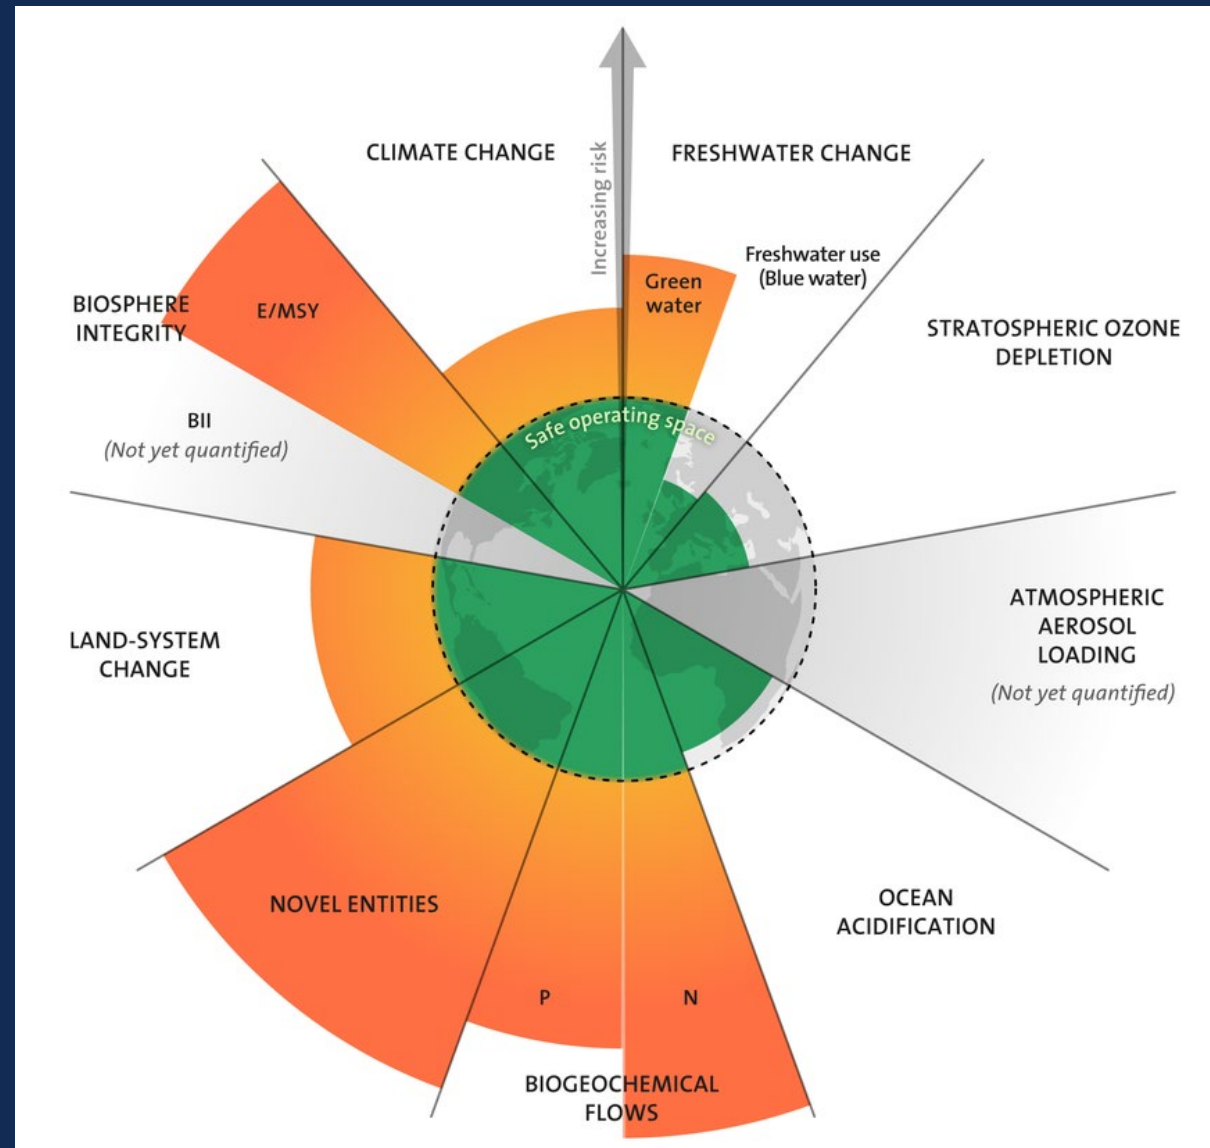 CLIMATE CHANGE
FRESHWATER CHANGE
Increasing risk
Freshwater use
(Blue water)
Green
water
BIOSPHERE
INTEGRITY
E/MSY
STRATOSPHERIC OZONE
DEPLETION
BII
(Not yet quantified)
Safe operating space
ATMOSPHERIC
AEROSOL
LOADING
(Not yet quantified)
LAND-SYSTEM
CHANGE
NOVEL ENTITIES
OCEAN
ACIDIFICATION
P
N
BIOGEOCHEMICAL
FLOWS